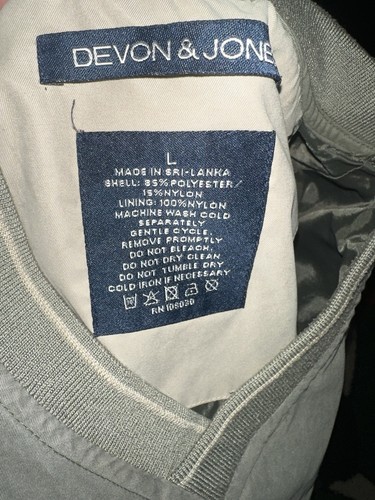 DEVON & JONE
L
MADE IN SRI-LANKA
SHELL: 85% POLYESTER/
15%NYLON
LINING: 100%NYLON
MACHINE WASH COLD
SEPARATELY
GENTLE CYCLE.
REMOVE PROMPTLY
DO NOT BLEACH.
DO NOT DRY CLEAN
DO NOT TUMBLE DRY
COLD IRON IF NECESSARY